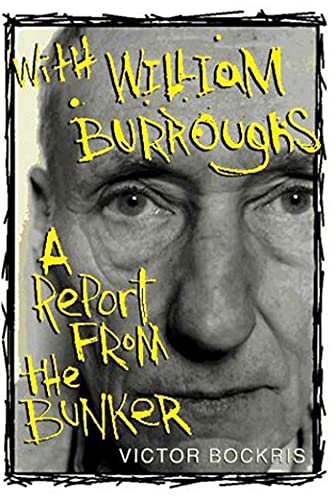 WITH WILLIAM
BURROUGHS
A
REPORT
FROM
the
BUNKER
VICTOR BOCKRIS